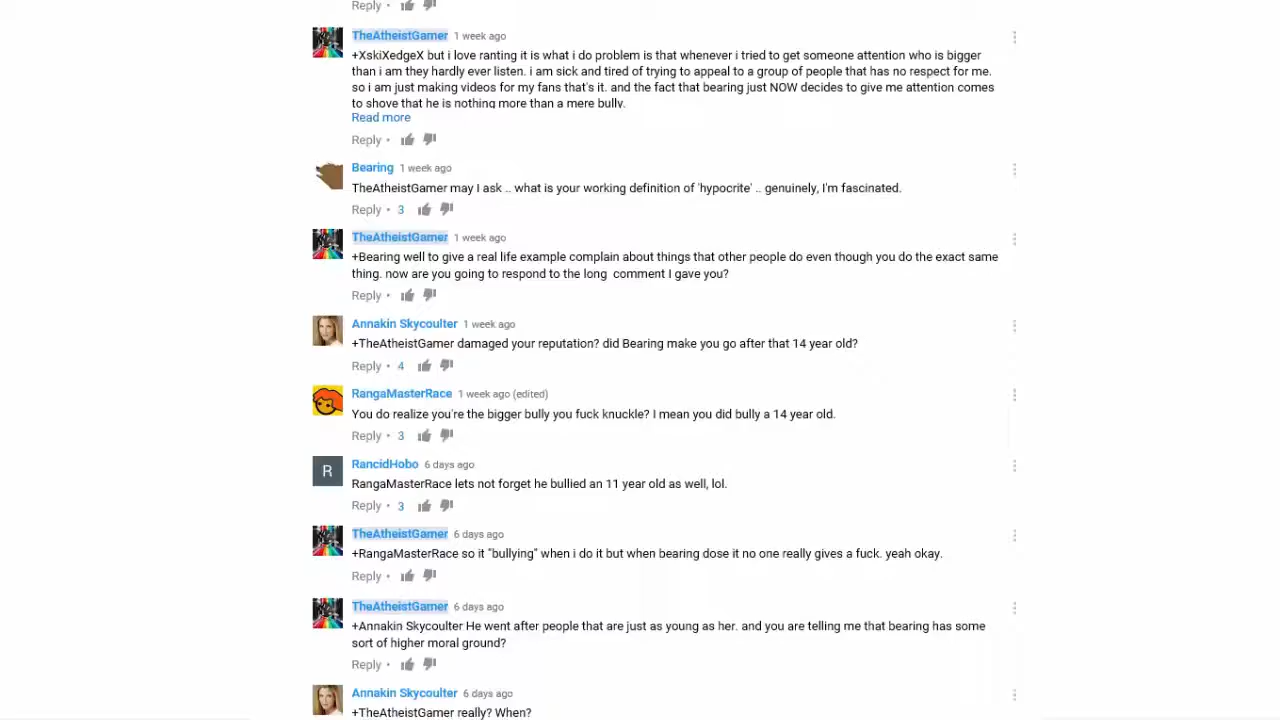 Reply •
TheAtheistGamer 1 week ago
+XskiXedgeX but i love ranting it is what i do problem is that whenever i tried to get someone attention who is bigger
than i am they hardly ever listen. i am sick and tired of trying to appeal to a group of people that has no respect for me.
so i am just making videos for my fans that's it. and the fact that bearing just NOW decides to give me attention comes
to shove that he is nothing more than a mere bully.
Read more
Reply •
Bearing 1 week ago
TheAtheistGamer may I ask .. what is your working definition of 'hypocrite' .. genuinely, I'm fascinated.
Reply • 3
TheAtheistGamer 1 week ago
+Bearing well to give a real life example complain about things that other people do even though you do the exact same
thing. now are you going to respond to the long comment I gave you?
Reply •
Annakin Skycoulter 1 week ago
+TheAtheistGamer damaged your reputation? did Bearing make you go after that 14 year old?
Reply • 4
RangaMasterRace 1 week ago (edited)
You do realize you're the bigger bully you fuck knuckle? I mean you did bully a 14 year old.
Reply • 3
R
RancidHobo 6 days ago
RangaMasterRace lets not forget he bullied an 11 year old as well, lol.
Reply • 3
TheAtheistGamer 6 days ago
+RangaMasterRace so it "bullying" when i do it but when bearing dose it no one really gives a fuck. yeah okay.
Reply •
TheAtheistGamer 6 days ago
+Annakin Skycoulter He went after people that are just as young as her. and you are telling me that bearing has some
sort of higher moral ground?
Reply •
Annakin Skycoulter 6 days ago
+TheAtheistGamer really? When?